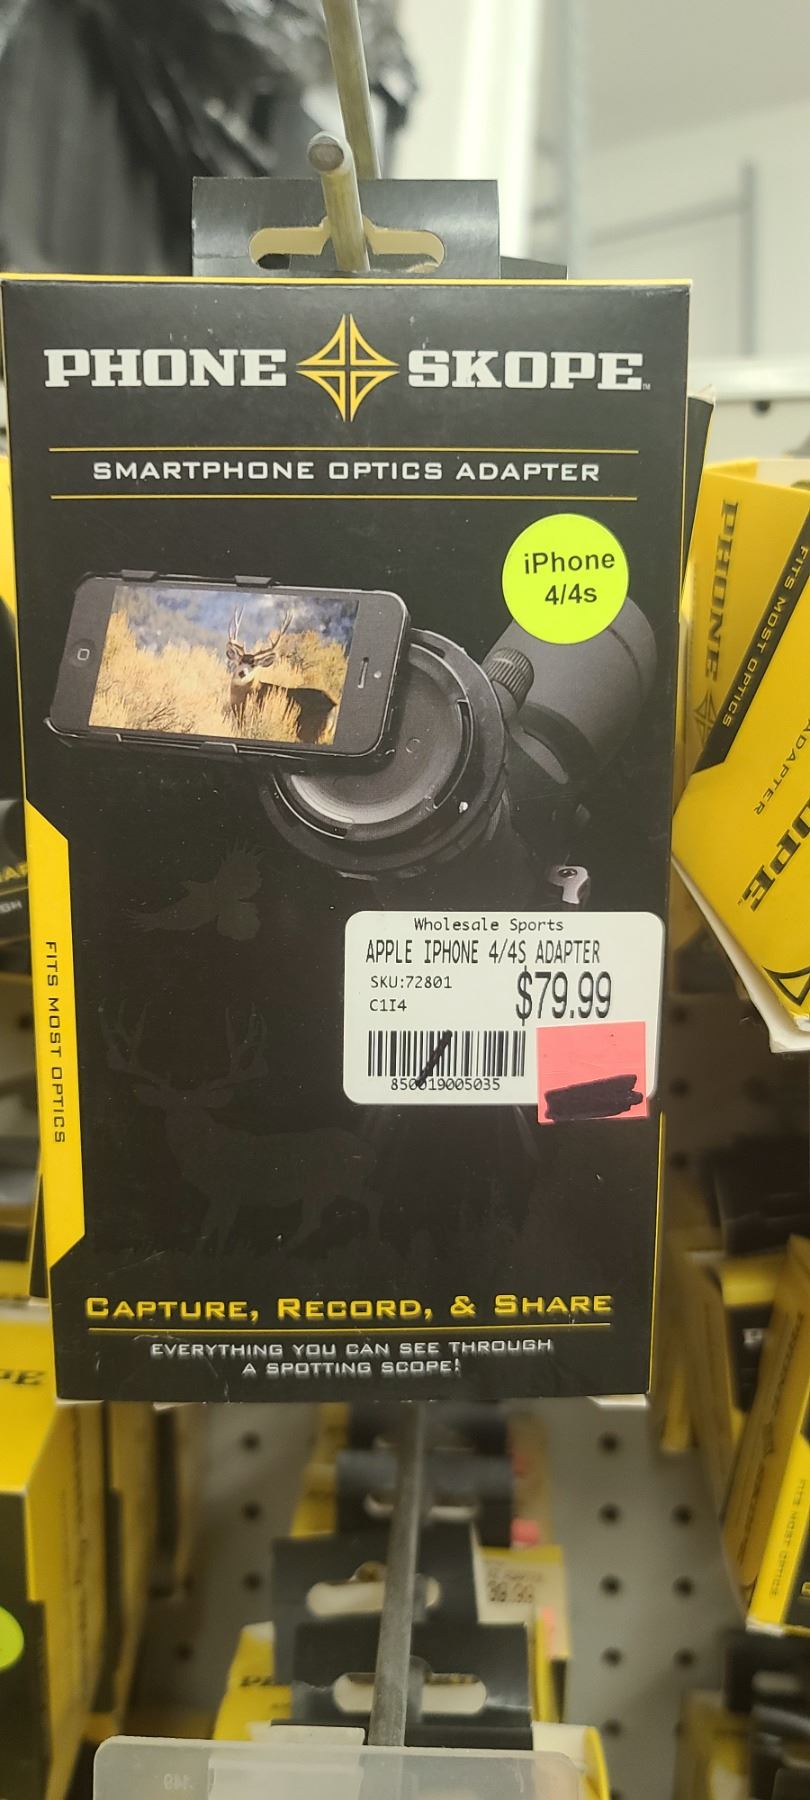 PHONE SKOPE™
SMARTPHONE OPTICS ADAPTER
iPhone
4/4s
Wholesale Sports
APPLE IPHONE 4/4S ADAPTER
SKU:72801
$79.99
C1I4
850019005035
FITS MOST OPTICS
CAPTURE, RECORD, & SHARE
EVERYTHING YOU CAN SEE THROUGH
A SPOTTING SCOPE!
PHONE
FITS MOST OPTICS
ADAPTER